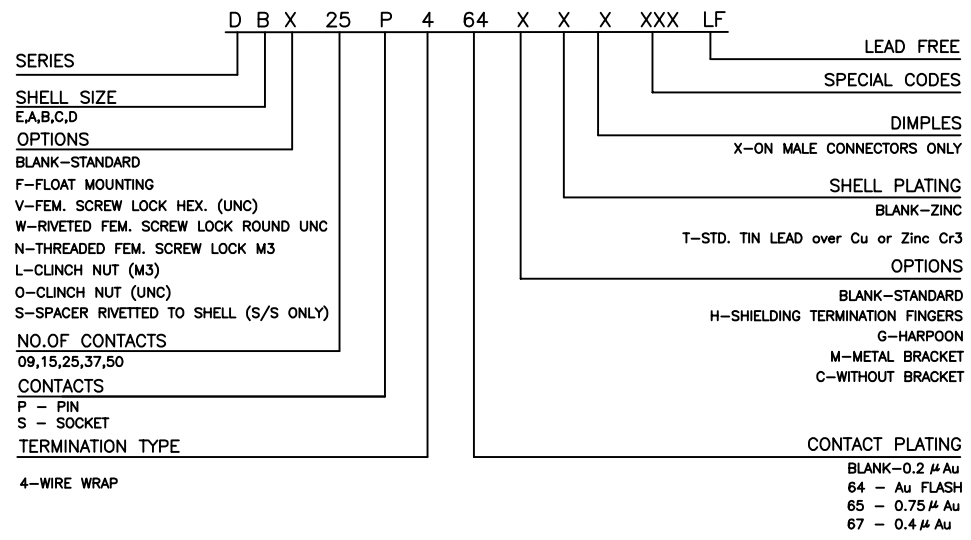 D B X 25 P 4 64 X X X XXX LF
SERIES
SHELL SIZE
E,A,B,C,D
OPTIONS
BLANK-STANDARD
F-FLOAT MOUNTING
V-FEM. SCREW LOCK HEX. (UNC)
W-RIVETED FEM. SCREW LOCK ROUND UNC
N-THREADED FEM. SCREW LOCK M3
L-CLINCH NUT (M3)
O-CLINCH NUT (UNC)
S-SPACER RIVETTED TO SHELL (S/S ONLY)
NO.OF CONTACTS
09,15,25,37,50
CONTACTS
P - PIN
S - SOCKET
TERMINATION TYPE
4-WIRE WRAP
LEAD FREE
SPECIAL CODES
DIMPLES
X-ON MALE CONNECTORS ONLY
SHELL PLATING
BLANK-ZINC
T-STD. TIN LEAD over Cu or Zinc Cr3
OPTIONS
BLANK-STANDARD
H-SHIELDING TERMINATION FINGERS
G-HARPOON
M-METAL BRACKET
C-WITHOUT BRACKET
CONTACT PLATING
BLANK-0.2 μ Au
64 - Au FLASH
65 - 0.75 μ Au
67 - 0.4 μ Au